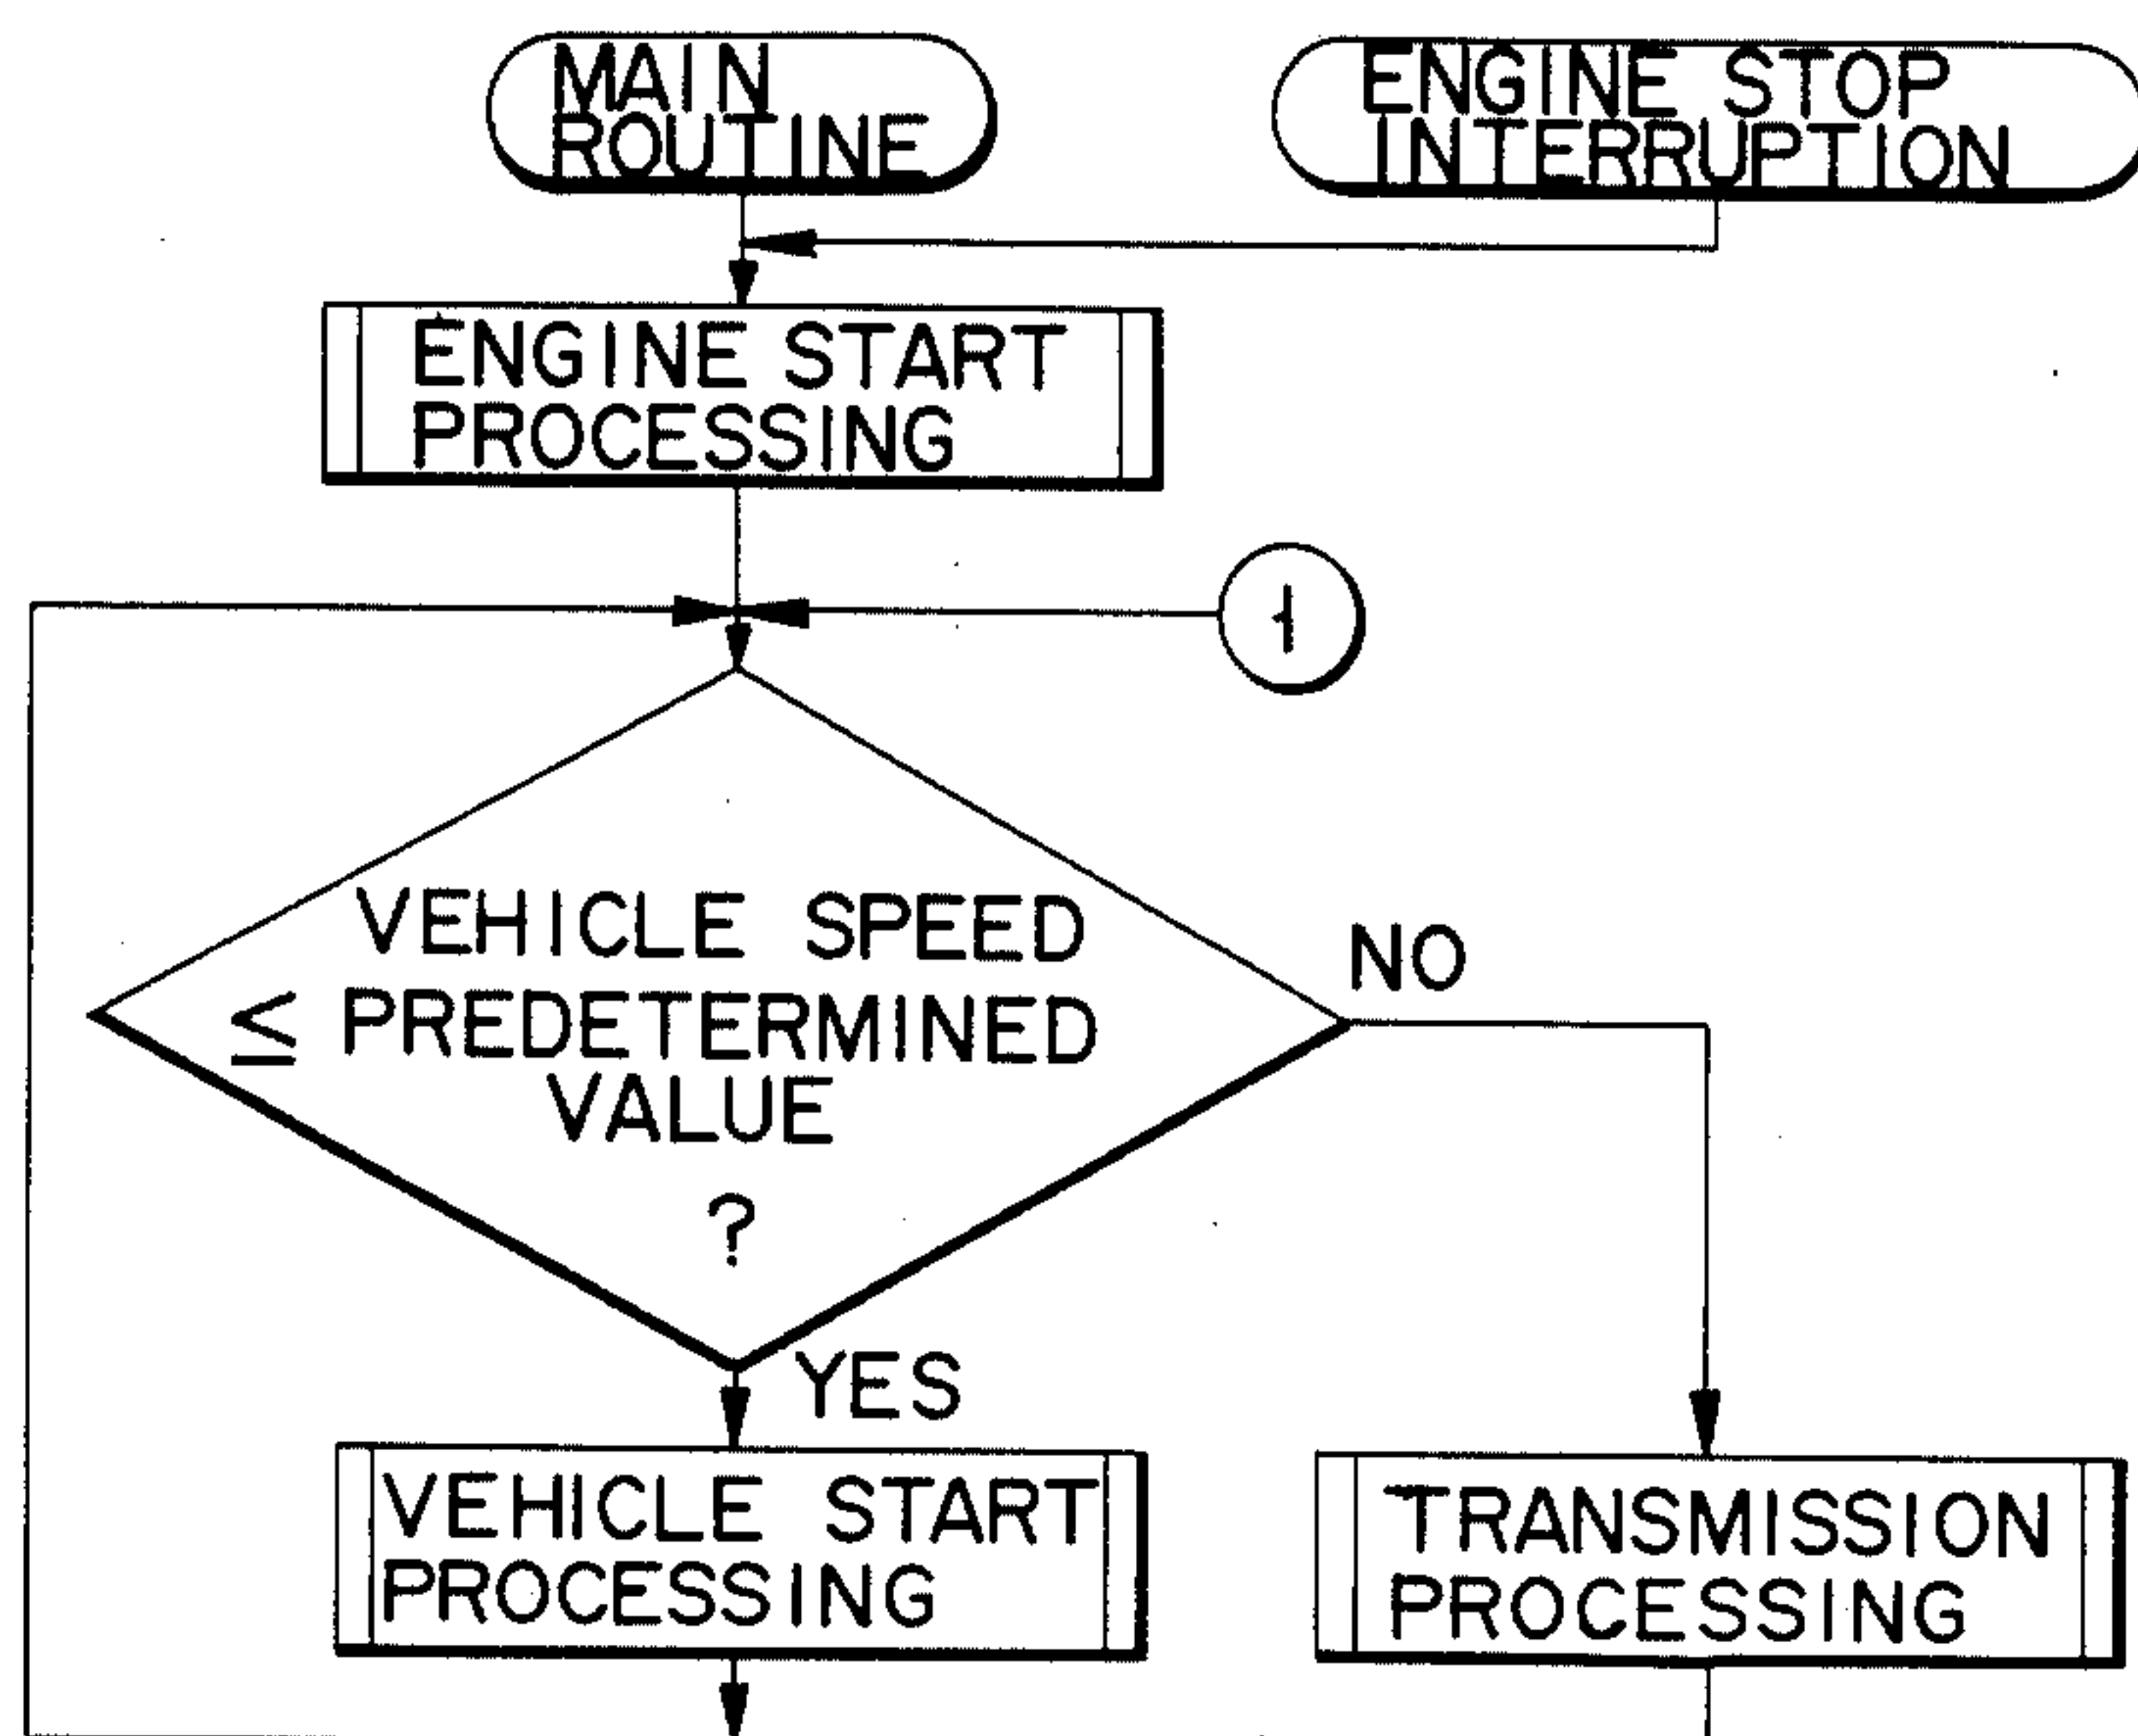 MAIN
ROUTINE
ENGINE STOP
INTERRUPTION
ENGINE START
PROCESSING
1
VEHICLE SPEED
≤ PREDETERMINED
VALUE
?
NO
YES
VEHICLE START
PROCESSING
TRANSMISSION
PROCESSING